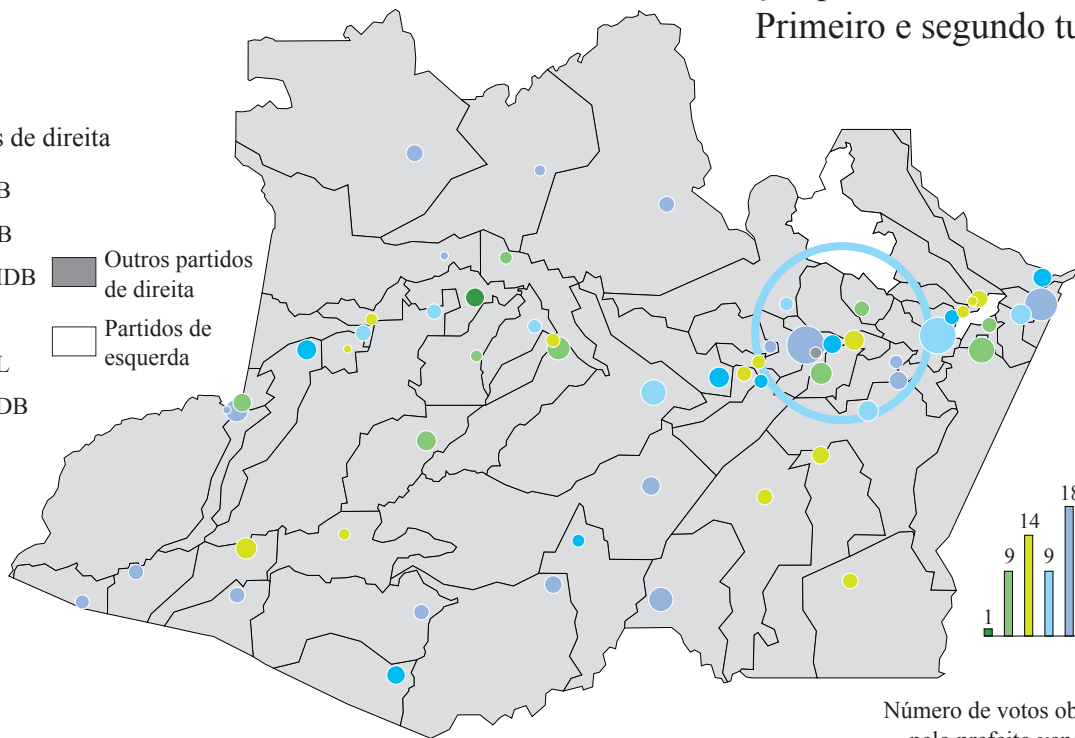 Primeiro e segundo tu
s de direita
B
B
IDB
Outros partidos
de direita
Partidos de
esquerda
L
DB
1
9
14
9
18
Número de votos ob